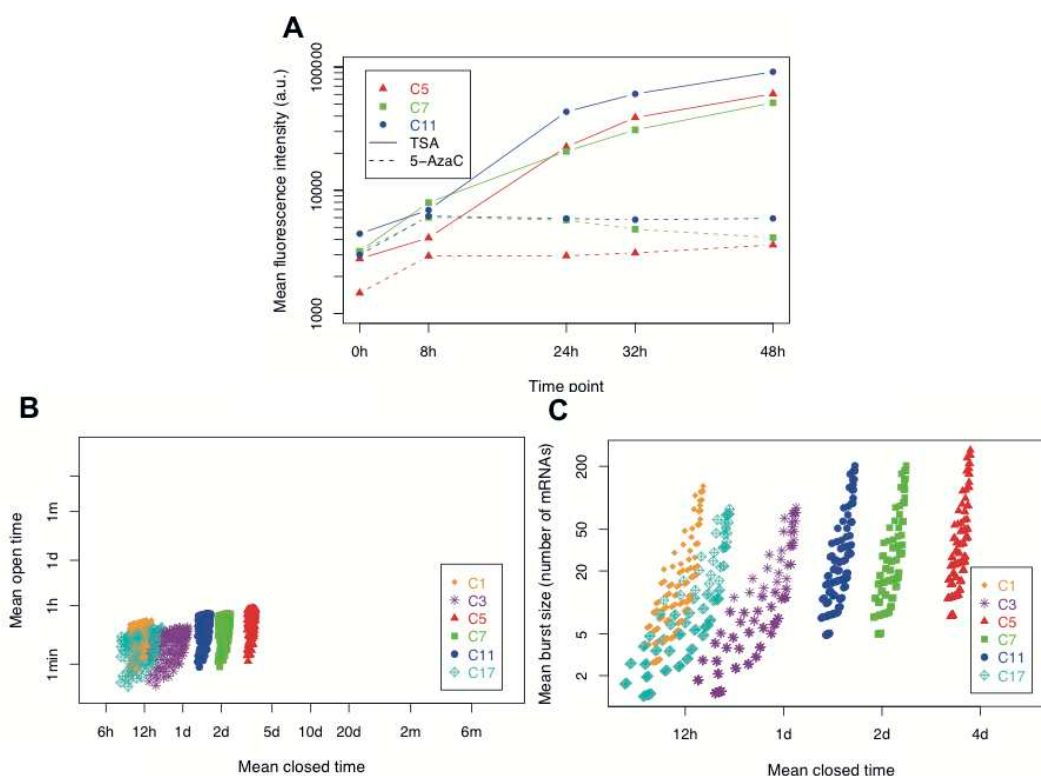 A
Mean fluorescence intensity (a.u.)
100000
10000
1000
C5
C7
C11
TSA
5−AzaC
0h 8h 24h 32h 48h
Time point
B
Mean open time
1m
1d
1h
1min
C1
C3
C5
C7
C11
C17
6h 12h 1d 2d 5d 10d 20d 2m 6m
Mean closed time
C
Mean burst size (number of mRNAs)
200
50
20
5
2
C1
C3
C5
C7
C11
C17
12h 1d 2d 4d
Mean closed time